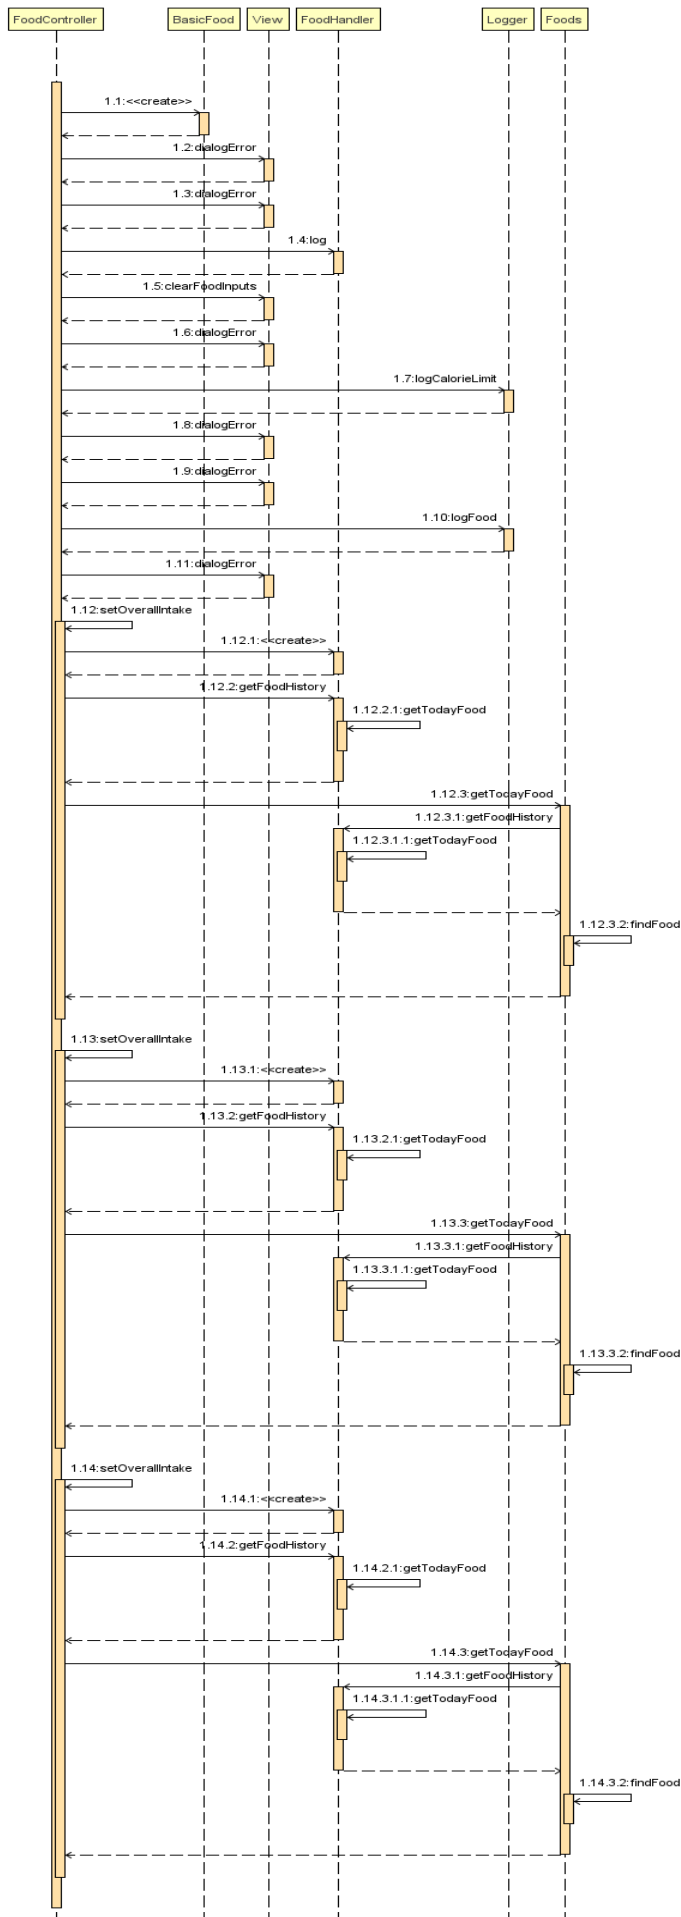 FoodController BasicFood View FoodHandler Logger Foods
1.1:<<create>>
1.2:dialogError
1.3:dialogError
1.4:log
1.5:clearFoodInputs
1.6:dialogError
1.7:logCalorieLimit
1.8:dialogError
1.9:dialogError
1.10:logFood
1.11:dialogError
1.12:setOverallIntake
1.12.1:<<create>>
1.12.2:getFoodHistory
1.12.2.1:getTodayFood
1.12.3:getTodayFood
1.12.3.1:getFoodHistory
1.12.3.1.1:getTodayFood
1.12.3.2:findFood
1.13:setOverallIntake
1.13.1:<<create>>
1.13.2:getFoodHistory
1.13.2.1:getTodayFood
1.13.3:getTodayFood
1.13.3.1:getFoodHistory
1.13.3.1.1:getTodayFood
1.13.3.2:findFood
1.14:setOverallIntake
1.14.1:<<create>>
1.14.2:getFoodHistory
1.14.2.1:getTodayFood
1.14.3:getTodayFood
1.14.3.1:getFoodHistory
1.14.3.1.1:getTodayFood
1.14.3.2:findFood